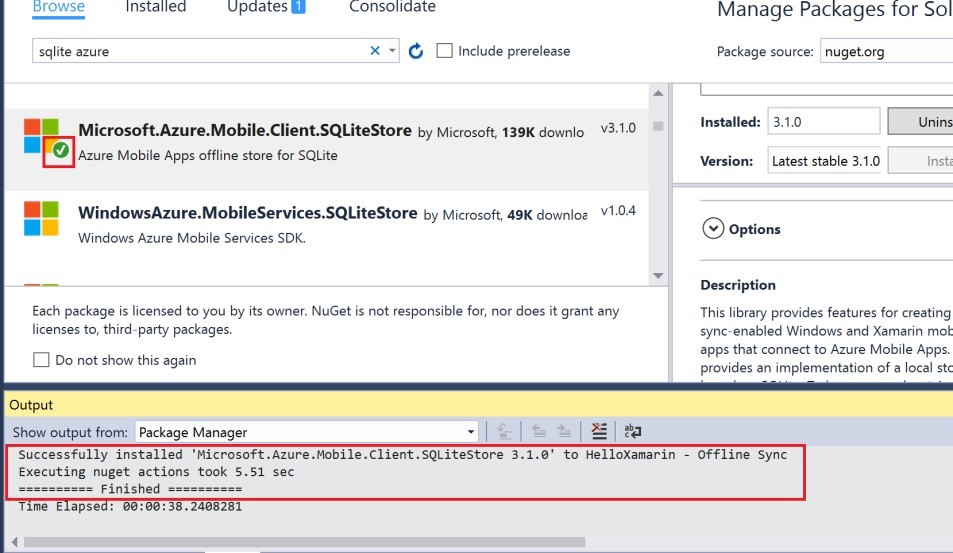 Browse Installed Updates 1 Consolidate
Manage Packages for Sol
sqlite azure
Include prerelease
Package source: nuget.org
Microsoft.Azure.Mobile.Client.SQLiteStore by Microsoft, 139K downlo v3.1.0
Azure Mobile Apps offline store for SQLite
WindowsAzure.MobileServices.SQLiteStore by Microsoft, 49K downloa v1.0.4
Windows Azure Mobile Services SDK.
Each package is licensed to you by its owner. NuGet is not responsible for, nor does it grant any
licenses to, third-party packages.
Do not show this again
Installed: 3.1.0 Unins
Version: Latest stable 3.1.0 Insta
Options
Description
This library provides features for creating
sync-enabled Windows and Xamarin mob
apps that connect to Azure Mobile Apps.
provides an implementation of a local sto
Output
Show output from: Package Manager
Successfully installed 'Microsoft.Azure.Mobile.Client.SQLiteStore 3.1.0' to HelloXamarin - Offline Sync
Executing nuget actions took 5.51 sec
========== Finished ==========
Time Elapsed: 00:00:38.2408281